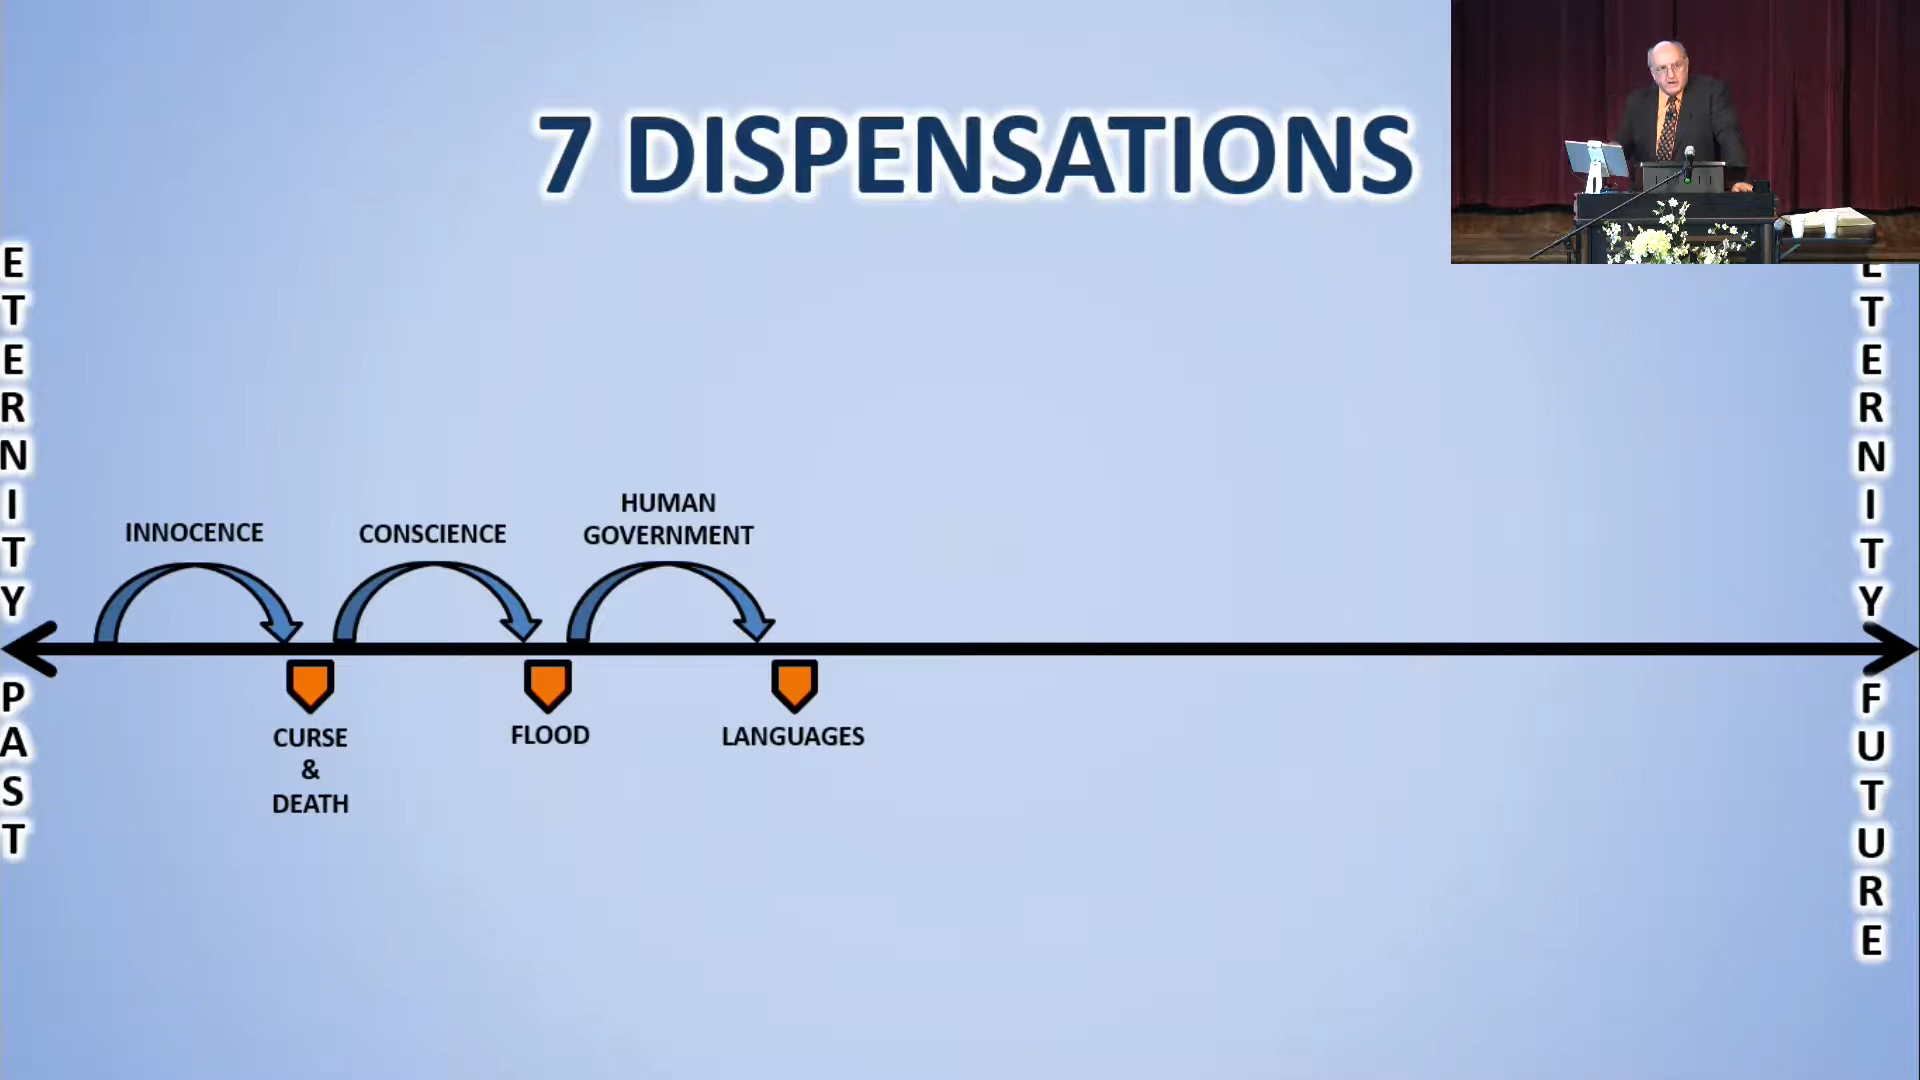 7 DISPENSATIONS
ETERNITY PAST
INNOCENCE
CONSCIENCE
HUMAN
GOVERNMENT
CURSE
&
DEATH
FLOOD
LANGUAGES
ETERNITY FUTURE